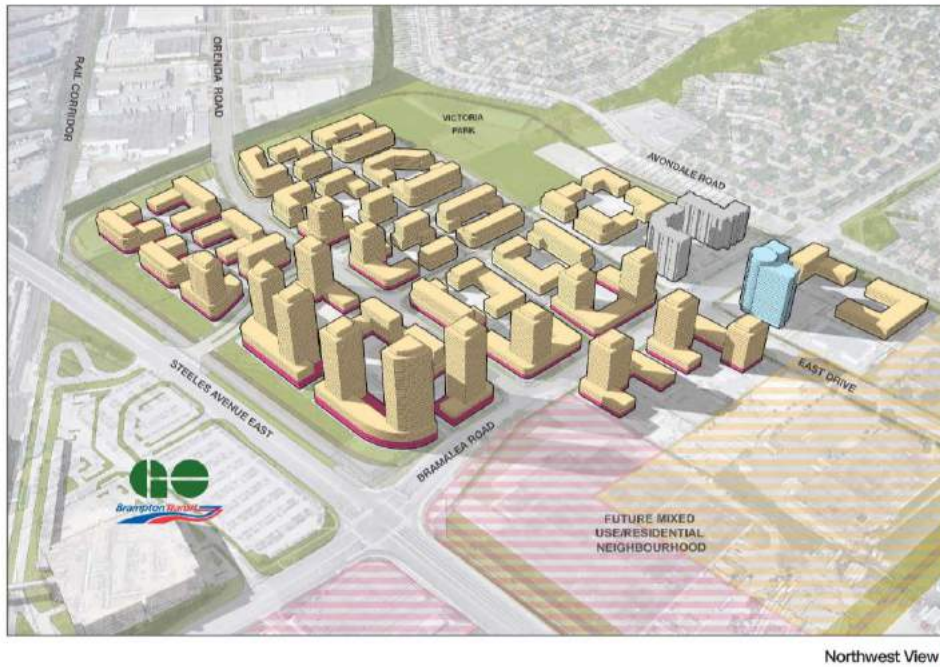 RAIL CORRIDOR
ORENDA ROAD
VICTORIA
PARK
AVONDALE ROAD
STEELES AVENUE EAST
BRAMALEA ROAD
EAST DRIVE
GO
Brampton Transit
FUTURE MIXED
USE/RESIDENTIAL
NEIGHBOURHOOD
Northwest View